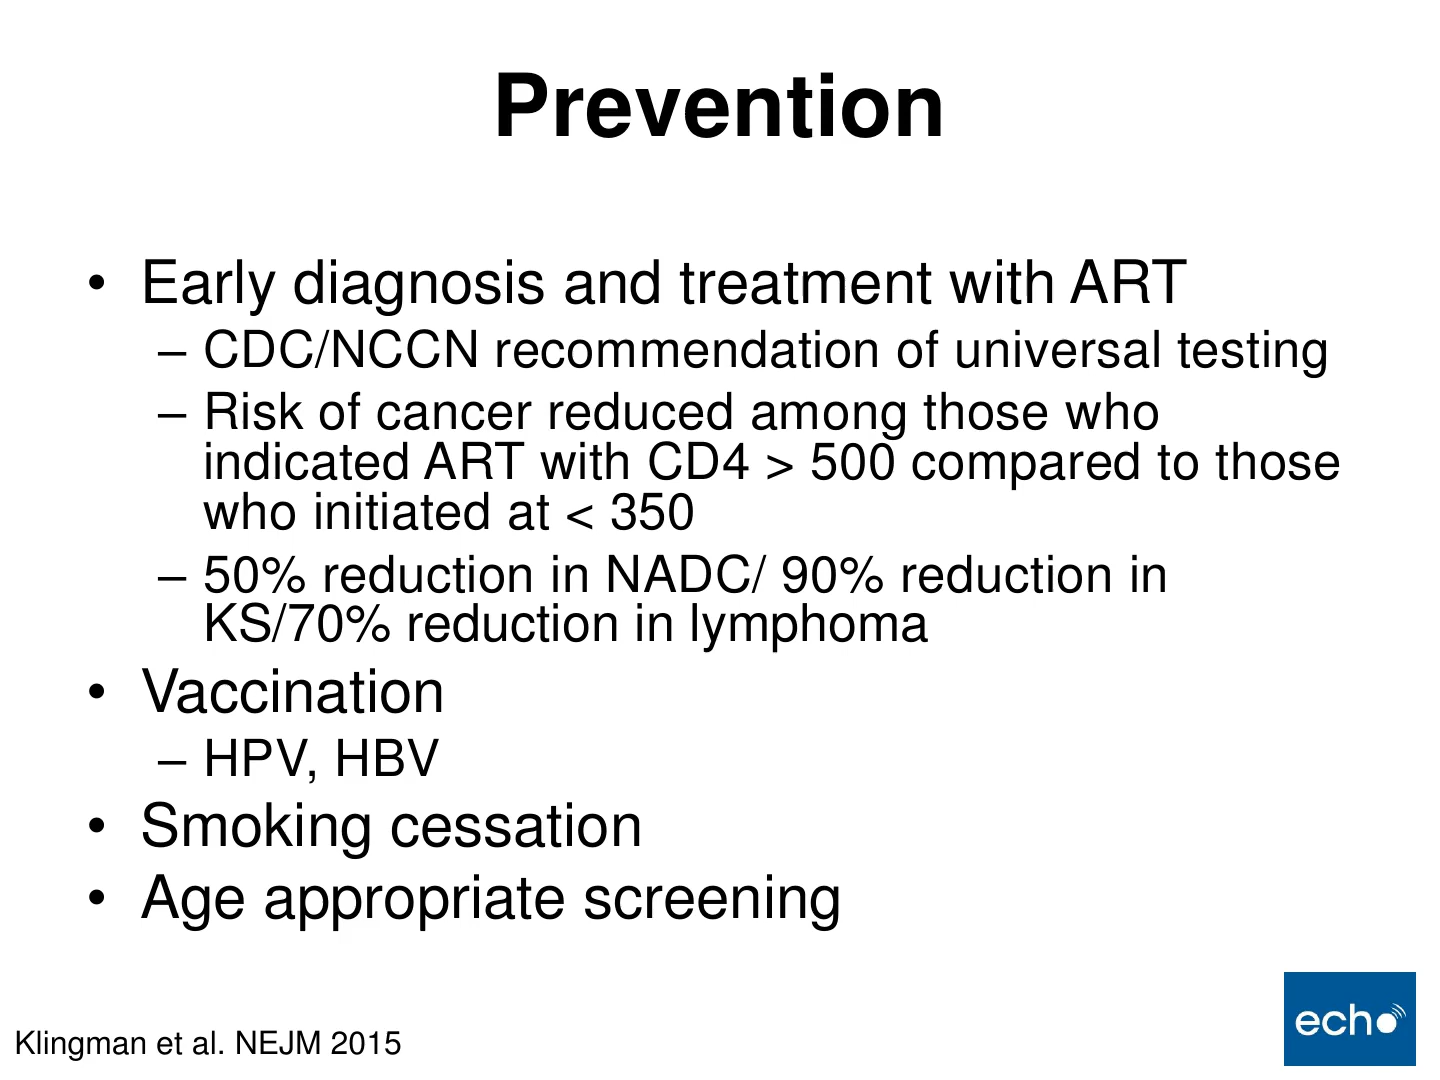 Prevention
• Early diagnosis and treatment with ART
– CDC/NCCN recommendation of universal testing
– Risk of cancer reduced among those who
indicated ART with CD4 > 500 compared to those
who initiated at < 350
– 50% reduction in NADC/ 90% reduction in
KS/70% reduction in lymphoma
• Vaccination
– HPV, HBV
• Smoking cessation
• Age appropriate screening
Klingman et al. NEJM 2015
echo